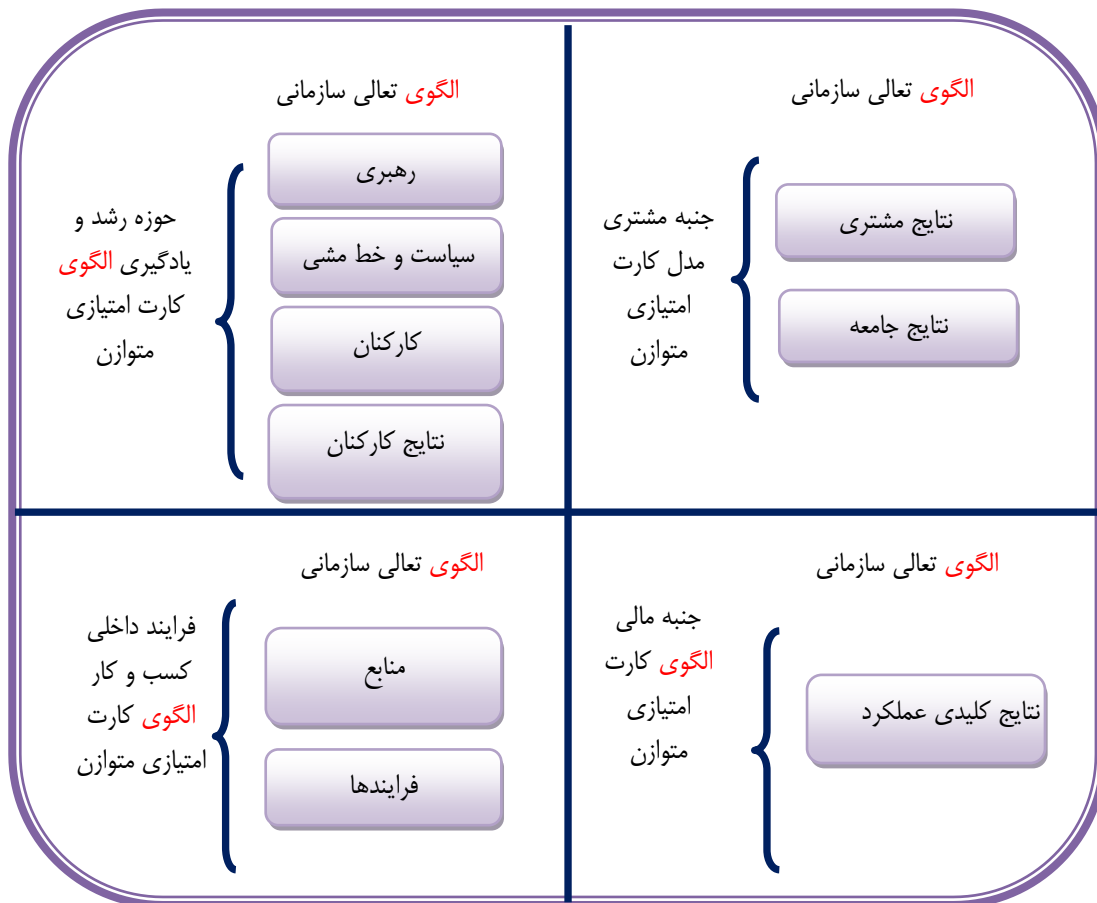 الگوی تعالی سازمانی
نتایج مشتری
نتایج جامعه
جنبه مشتری
مدل کارت
امتیازی
متوازن
الگوی تعالی سازمانی
رهبری
سیاست و خط مشی
کارکنان
نتایج کارکنان
حوزه رشد و
یادگیری الگوی
کارت امتیازی
متوازن
الگوی تعالی سازمانی
نتایج کلیدی عملکرد
جنبه مالی
الگوی کارت
امتیازی
متوازن
الگوی تعالی سازمانی
منابع
فرایندها
فرایند داخلی
کسب و کار
الگوی کارت
امتیازی متوازن